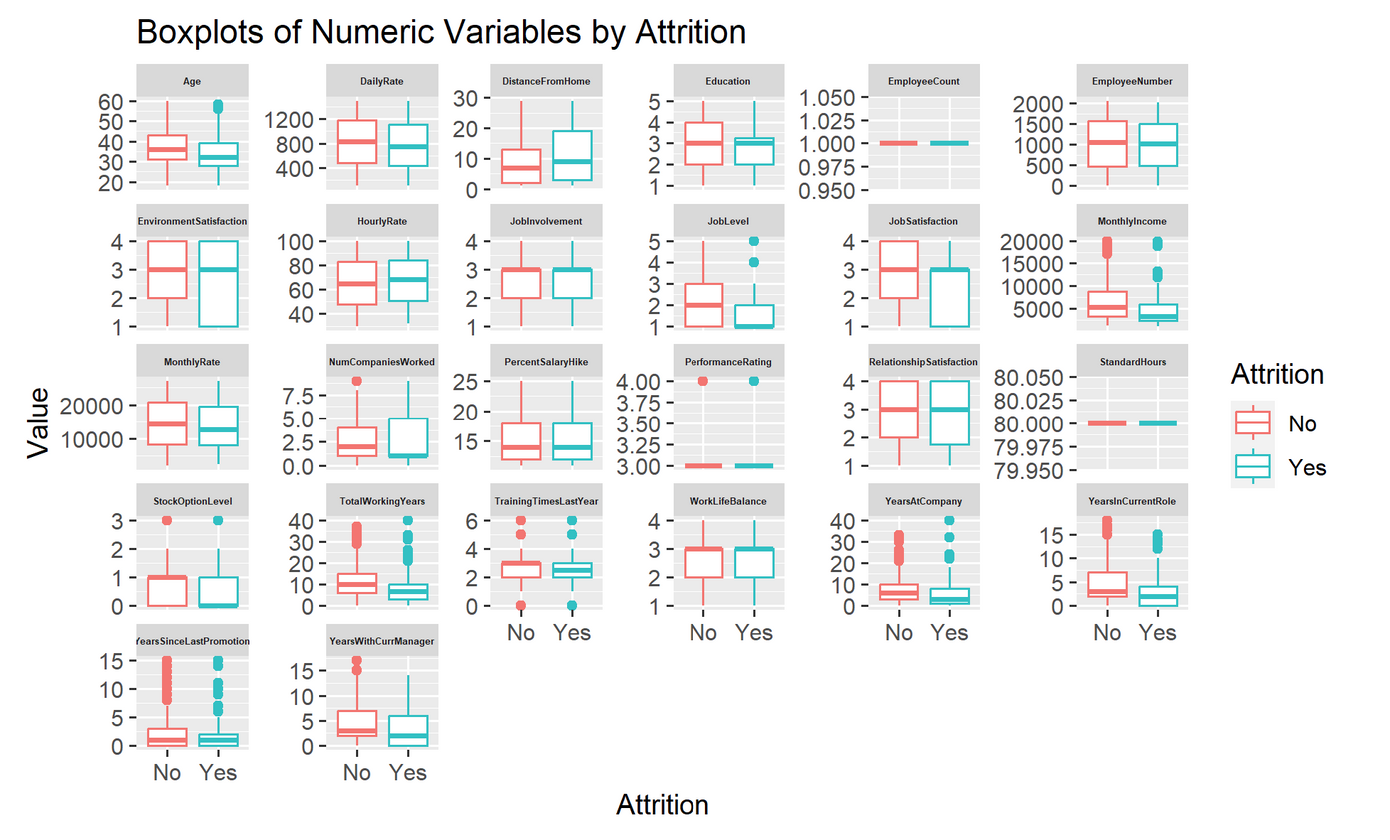 Boxplots of Numeric Variables by Attrition
Age DailyRate DistanceFromHome Education EmployeeCount EmployeeNumber
60 50 40 30 20
1200 800 400
30 20 10 0
5 4 3 2 1
1.050 1.025 1.000 0.975 0.950
2000 1500 1000 500 0
EnvironmentSatisfaction HourlyRate JobInvolvement JobLevel JobSatisfaction MonthlyIncome
4 3 2 1
100 80 60 40
4 3 2 1
5 4 3 2 1
4 3 2 1
20000 15000 10000 5000
MonthlyRate NumCompaniesWorked PercentSalaryHike PerformanceRating RelationshipSatisfaction StandardHours
20000 10000
7.5 5.0 2.5 0.0
25 20 15
4.00 3.75 3.50 3.25 3.00
4 3 2 1
80.050 80.025 80.000 79.975 79.950
StockOptionLevel TotalWorkingYears TrainingTimesLastYear WorkLifeBalance YearsAtCompany YearsInCurrentRole
3 2 1 0
40 30 20 10 0
6 4 2 0
4 3 2 1
40 30 20 10 0
15 10 5 0
No Yes No Yes No Yes No Yes
YearsSinceLastPromotion YearsWithCurrManager
15 10 5 0
15 10 5 0
No Yes No Yes
Attrition
Value
Attrition
No
Yes